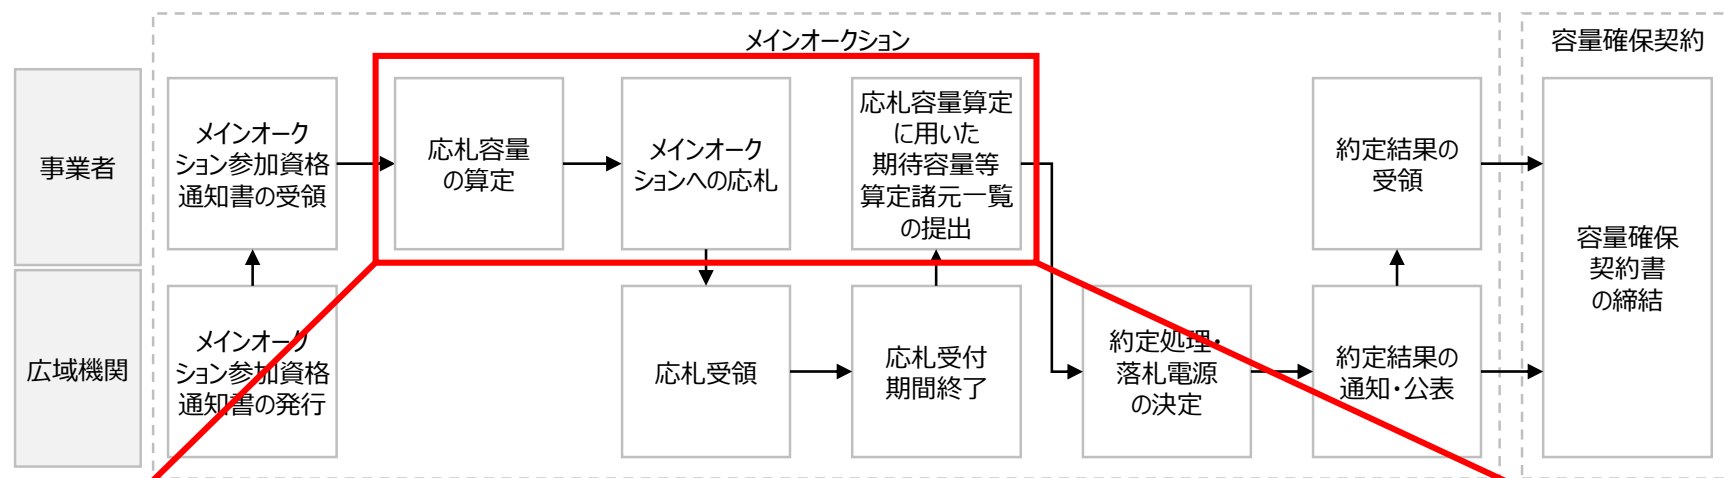 メインオークション
容量確保契約
事業者
メインオーク
ション参加資格
通知書の受領
応札容量
の算定
メインオーク
ションへの応札
応札容量算定
に用いた
期待容量等
算定諸元一覧
の提出
約定結果の
受領
容量確保
契約書
の締結
広域機関
メインオーク
ション参加資格
通知書の発行
応札受領
応札受付
期間終了
約定処理・
落札電源
の決定
約定結果の
通知・公表